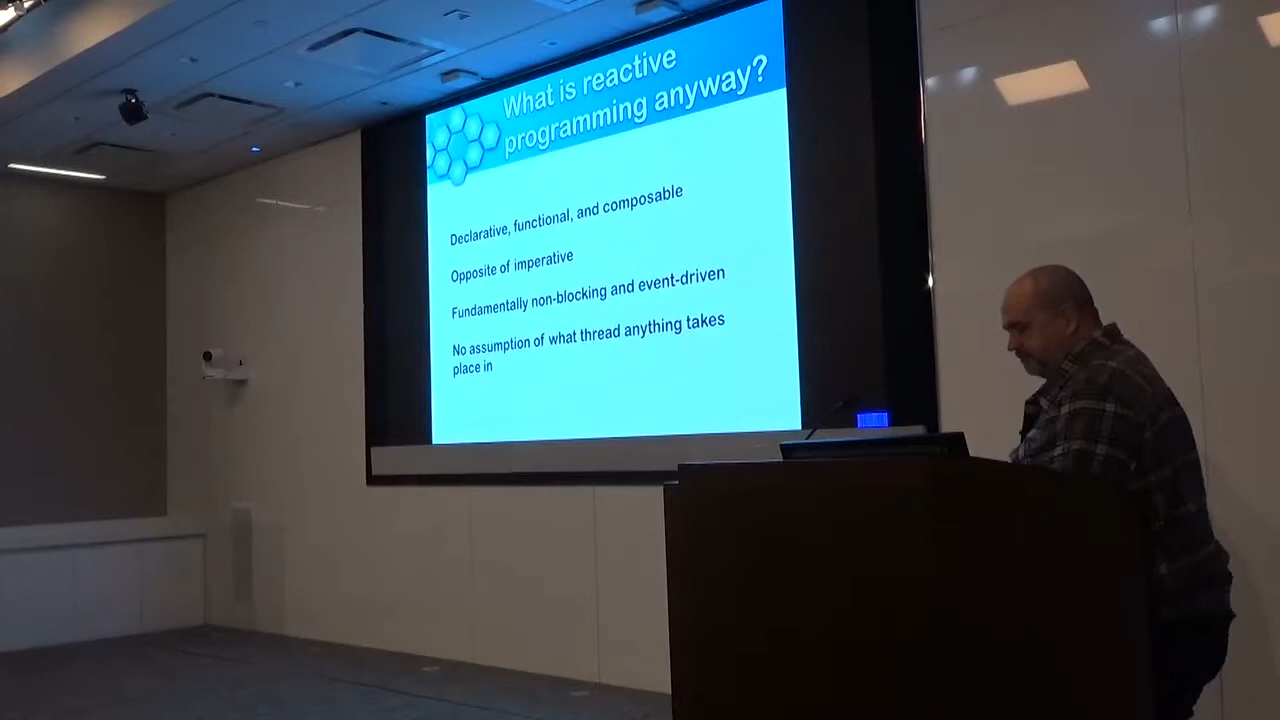 What is reactive
programming anyway?
Declarative, functional, and composable
Opposite of imperative
Fundamentally non-blocking and event-driven
No assumption of what thread anything takes
place in